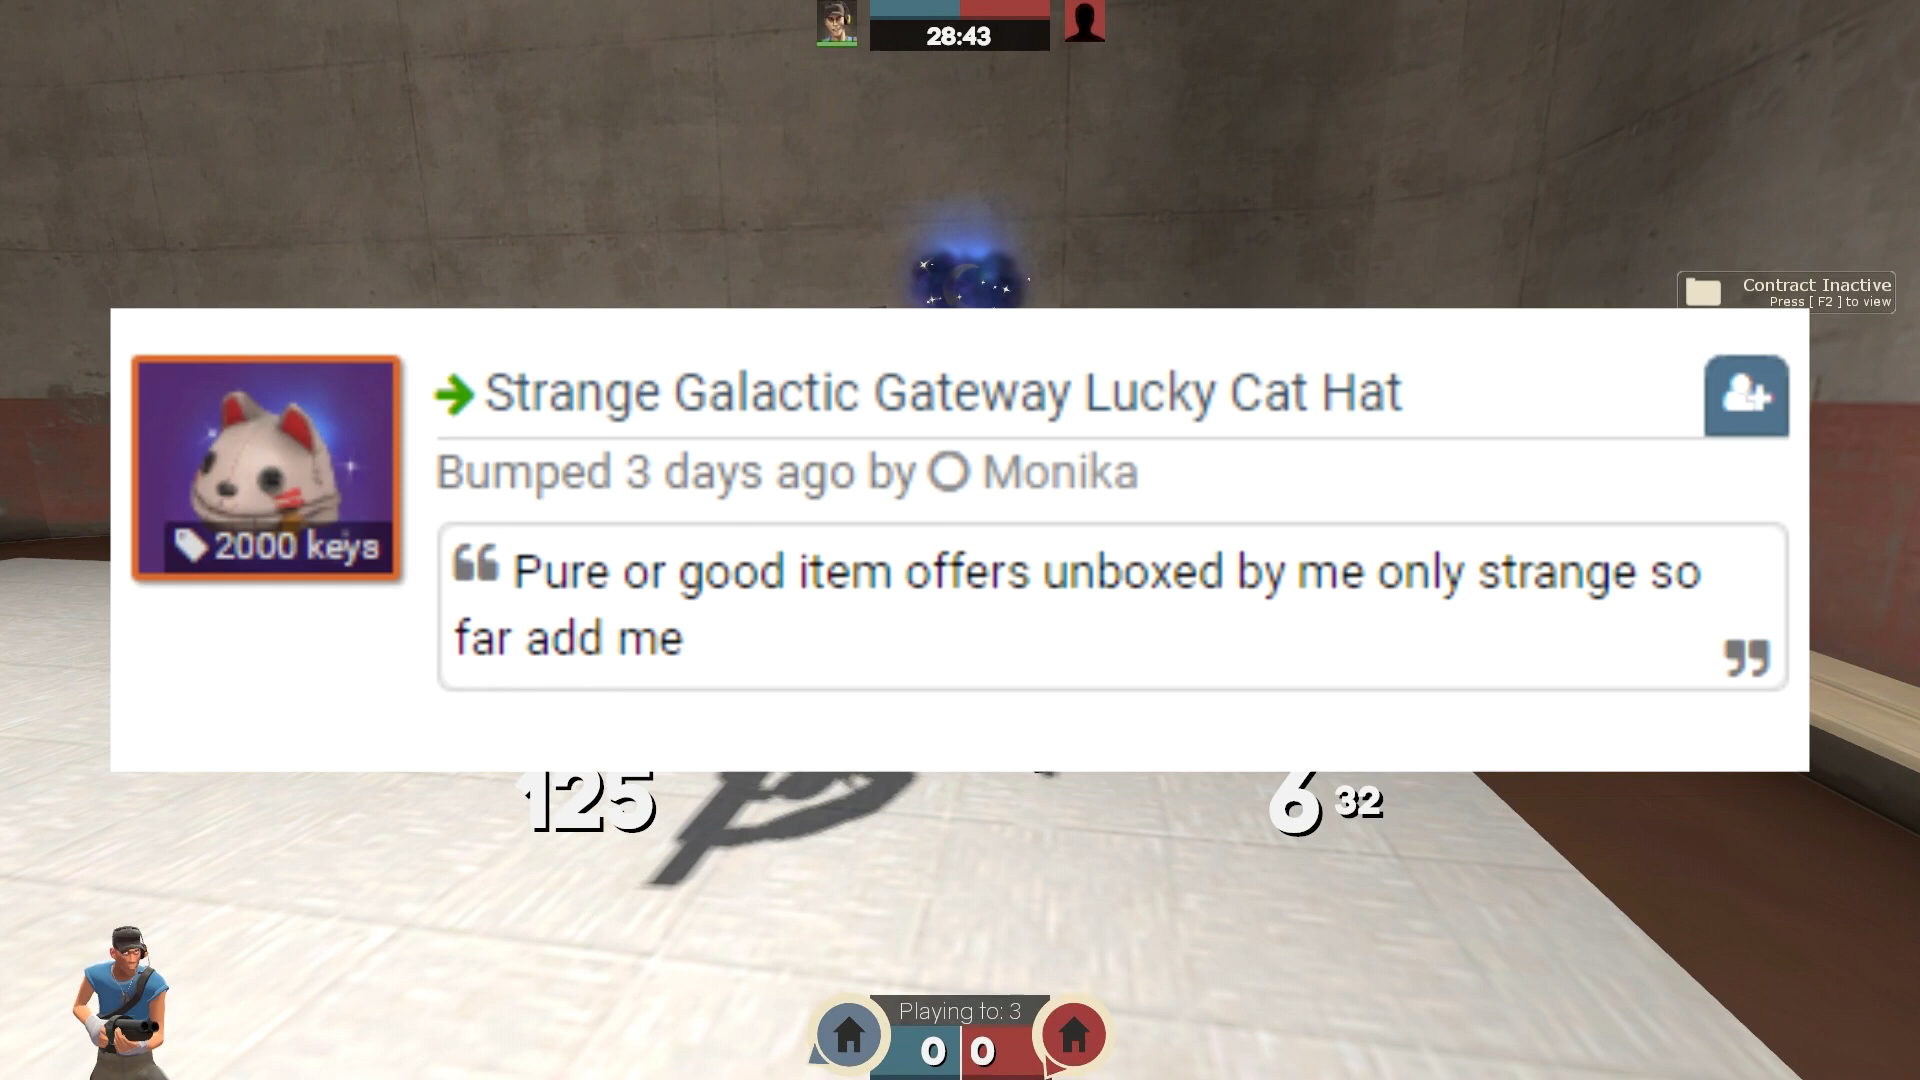 28:43
Contract Inactive
Press [ F2 ] to view
Strange Galactic Gateway Lucky Cat Hat
Bumped 3 days ago by Monika
2000 keys
“ Pure or good item offers unboxed by me only strange so
far add me ”
125
6 32
Playing to: 3
0 0